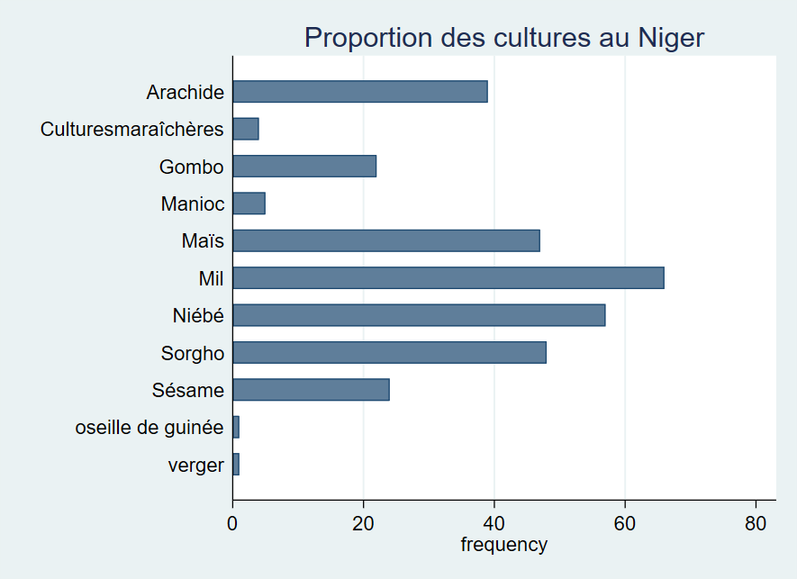 Proportion des cultures au Niger
Arachide
Culturesmaraîchères
Gombo
Manioc
Maïs
Mil
Niébé
Sorgho
Sésame
oseille de guinée
verger
0 20 40 60 80
frequency